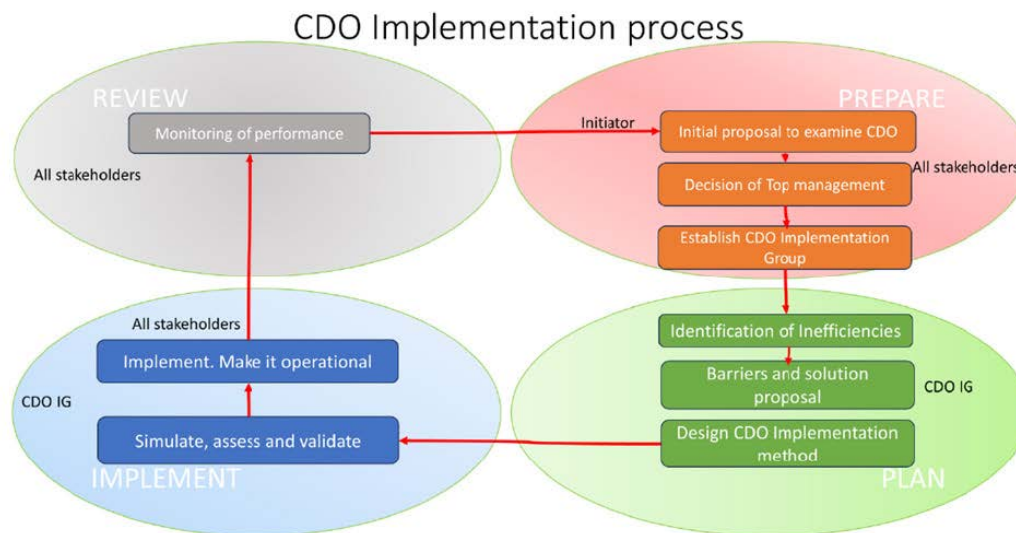 CDO Implementation process
REVIEW
Monitoring of performance
All stakeholders
PREPARE
Initiator
Initial proposal to examine CDO
All stakeholders
Decision of Top management
Establish CDO Implementation
Group
Identification of Inefficiencies
Barriers and solution
proposal
CDO IG
Design CDO Implementation
method
PLAN
All stakeholders
Implement. Make it operational
CDO IG
Simulate, assess and validate
IMPLEMENT